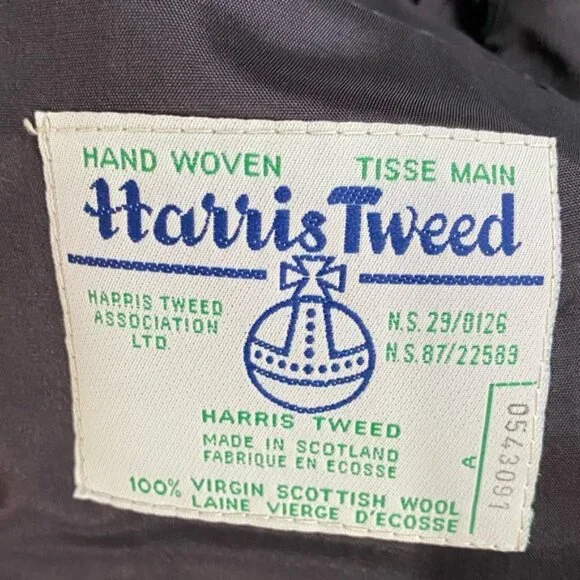 HAND WOVEN TISSE MAIN
Harris Tweed
HARRIS TWEED
ASSOCIATION
LTD.
N.S. 29/0126
N.S. 87/22589
HARRIS TWEED
MADE IN SCOTLAND
FABRIQUE EN ECOSSE
100% VIRGIN SCOTTISH WOOL
LAINE VIERGE D'ECOSSE
A
0543091